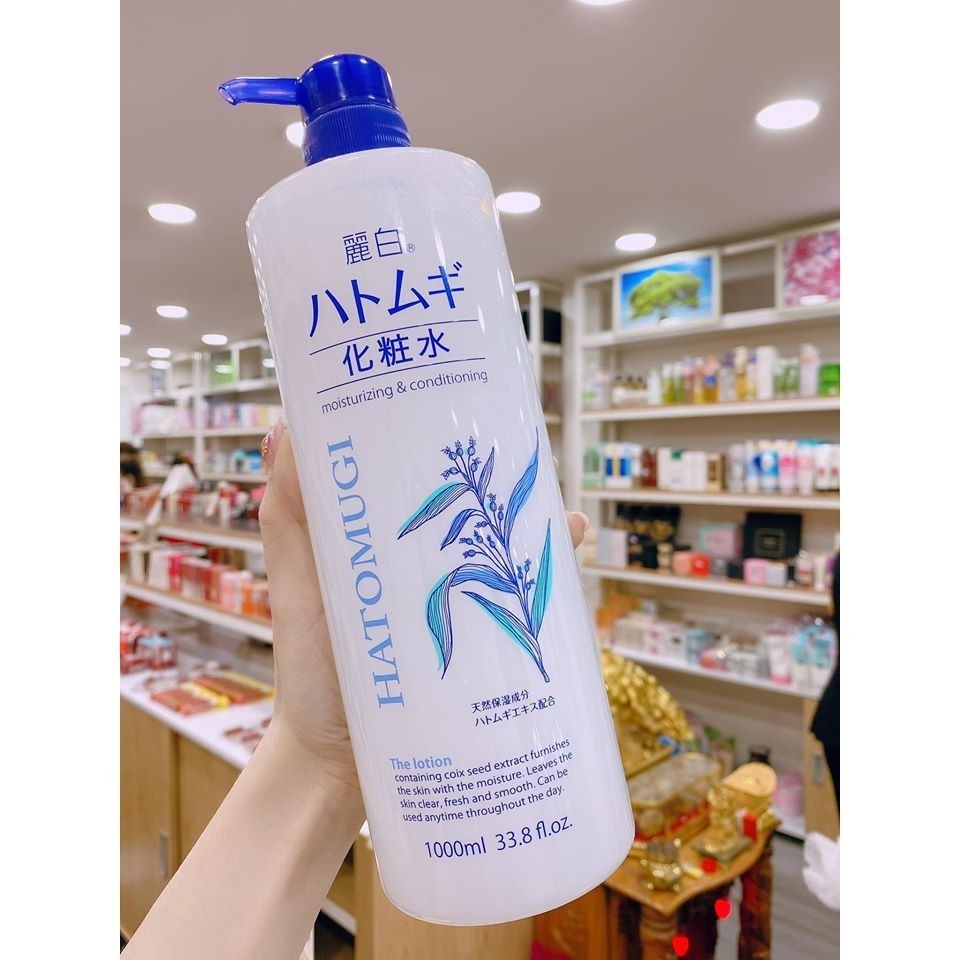 麗白®
ハトムギ
化粧水
moisturizing & conditioning
HATOMUGI
天然保湿成分
ハトムギエキス配合
The lotion
containing coix seed extract furnishes
the skin with the moisture. Leaves the
skin clear, fresh and smooth. Can be
used anytime throughout the day.
1000ml 33.8 fl.oz.